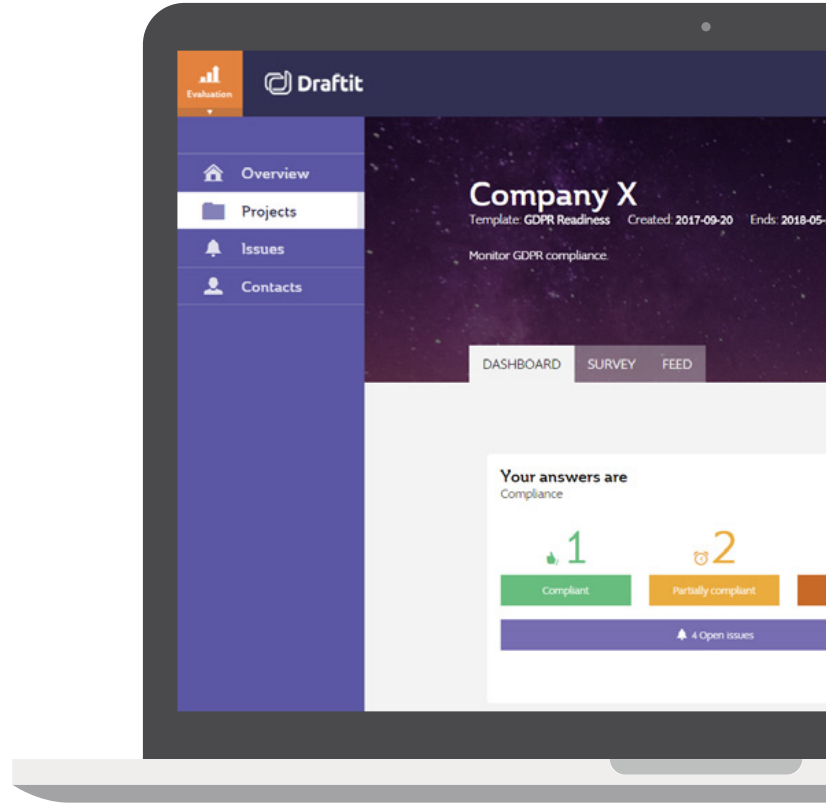 Evaluation
Draftit
Overview
Projects
Issues
Contacts
Company X
Template: GDPR Readiness Created: 2017-09-20 Ends: 2018-05-
Monitor GDPR compliance.
DASHBOARD SURVEY FEED
Your answers are
Compliance
1 2
Compliant Partially compliant
4 Open issues